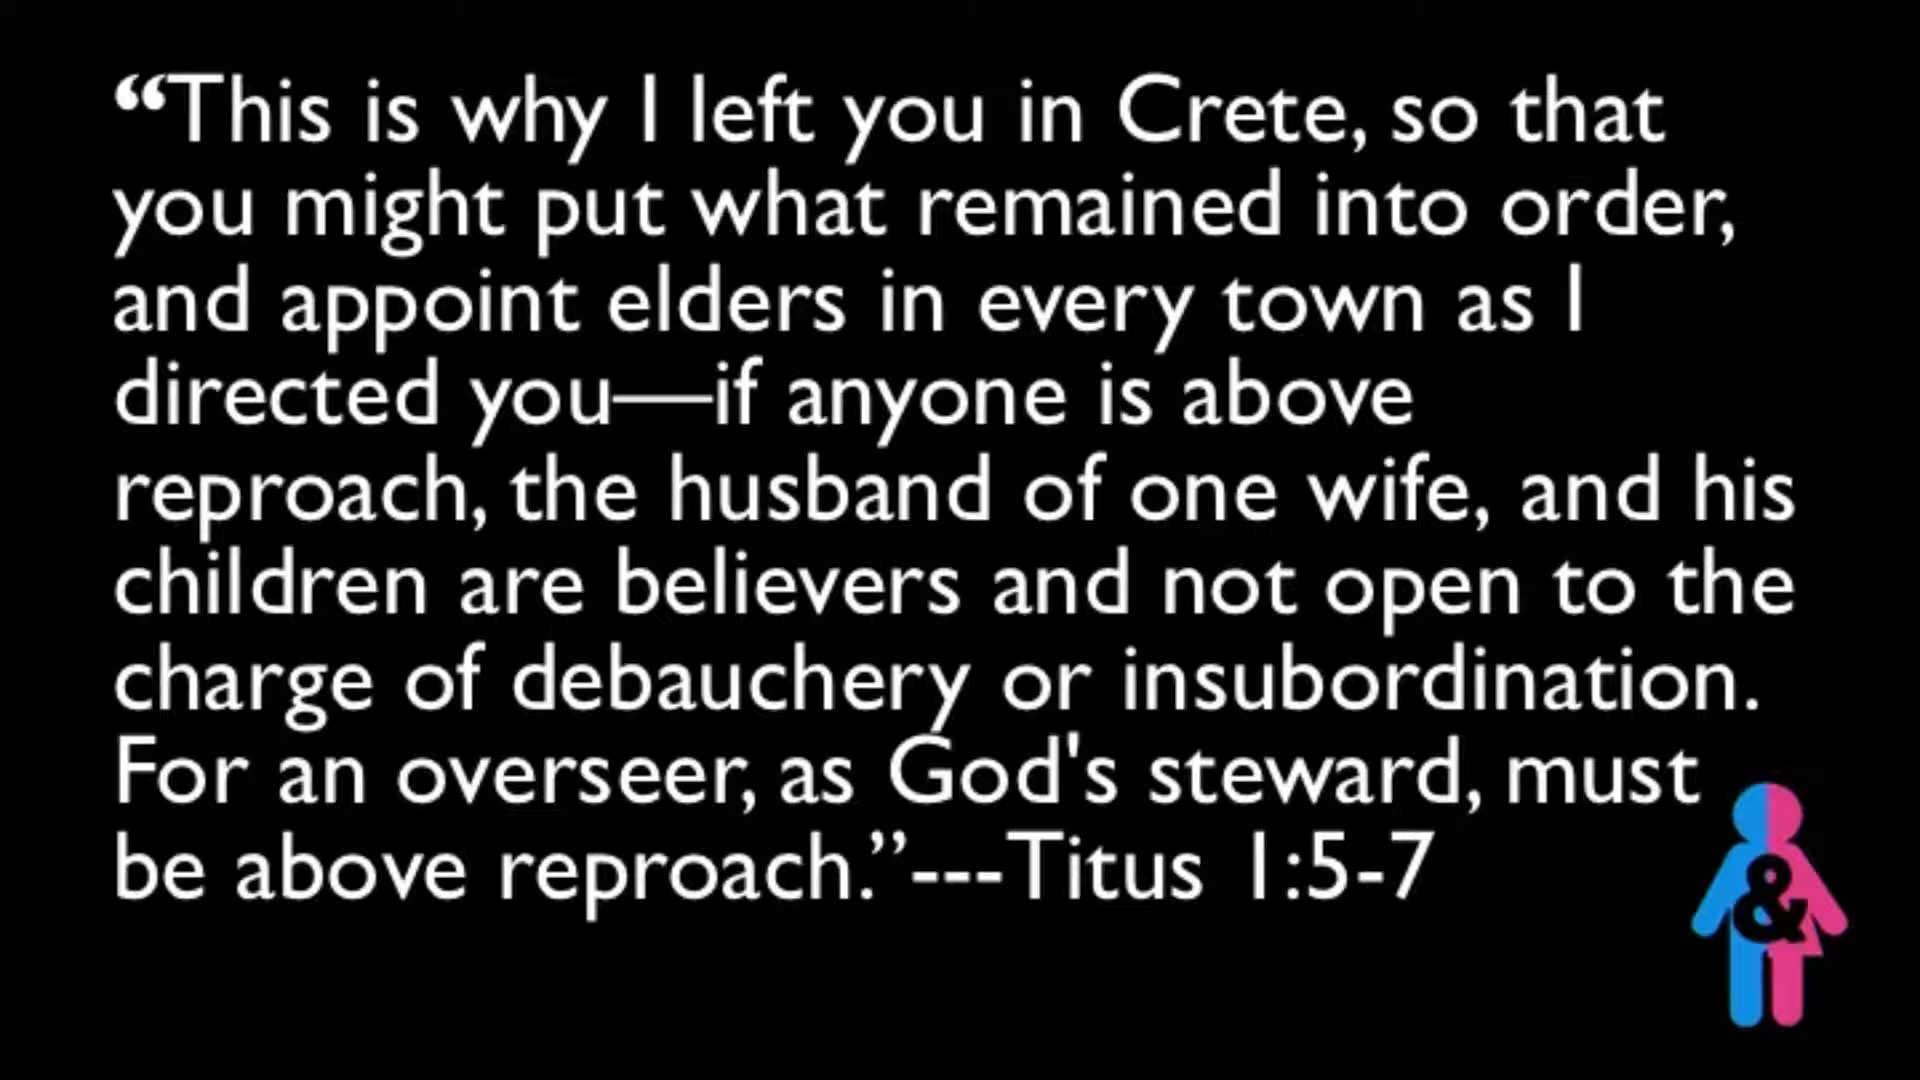 “This is why I left you in Crete, so that
you might put what remained into order,
and appoint elders in every town as I
directed you—if anyone is above
reproach, the husband of one wife, and his
children are believers and not open to the
charge of debauchery or insubordination.
For an overseer, as God's steward, must
be above reproach.”---Titus 1:5-7
&